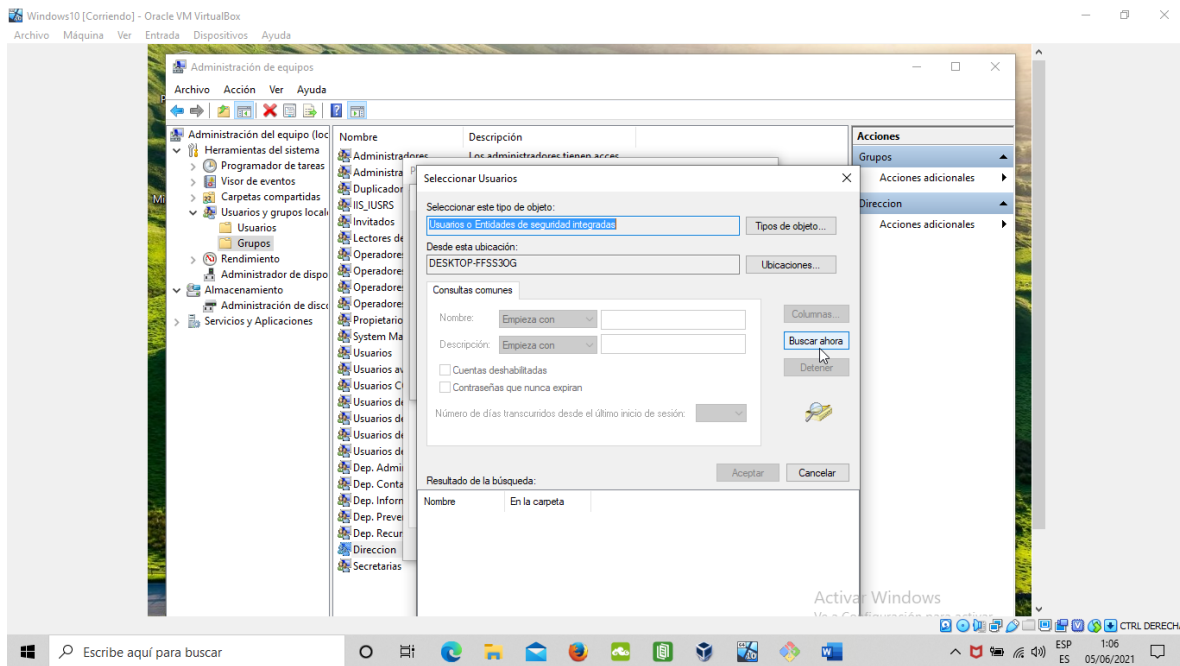 Windows10 [Corriendo] - Oracle VM VirtualBox
Archivo Máquina Ver Entrada Dispositivos Ayuda
Administración de equipos
Archivo Acción Ver Ayuda
Administración del equipo (loc
Herramientas del sistema
Programador de tareas
Visor de eventos
Carpetas compartidas
Usuarios y grupos locale
Usuarios
Grupos
Rendimiento
Administrador de dispo
Almacenamiento
Administración de disco
Servicios y Aplicaciones
Nombre Descripción
Administradores Los administradores tienen acces
Administra
Duplicador
IIS_IUSRS
Invitados
Lectores de
Operadore
Operadore
Operadore
Operadore
Propietario
System Ma
Usuarios
Usuarios av
Usuarios C
Usuarios de
Usuarios de
Usuarios de
Usuarios de
Dep. Admi
Dep. Conta
Dep. Inform
Dep. Preve
Dep. Recur
Direccion
Secretarias
Seleccionar Usuarios
Seleccionar este tipo de objeto:
Usuarios o Entidades de seguridad integradas
Tipos de objeto...
Desde esta ubicación:
DESKTOP-FFSS3OG
Ubicaciones...
Consultas comunes
Nombre: Empieza con
Descripción: Empieza con
Cuentas deshabilitadas
Contraseñas que nunca expiran
Número de días transcurridos desde el último inicio de sesión:
Columnas...
Buscar ahora
Detener
Aceptar Cancelar
Resultado de la búsqueda:
Nombre En la carpeta
Acciones
Grupos
Acciones adicionales
Direccion
Acciones adicionales
Activar Windows
CTRL DERECH
Escribe aquí para buscar
ESP
ES
1:06
05/06/2021